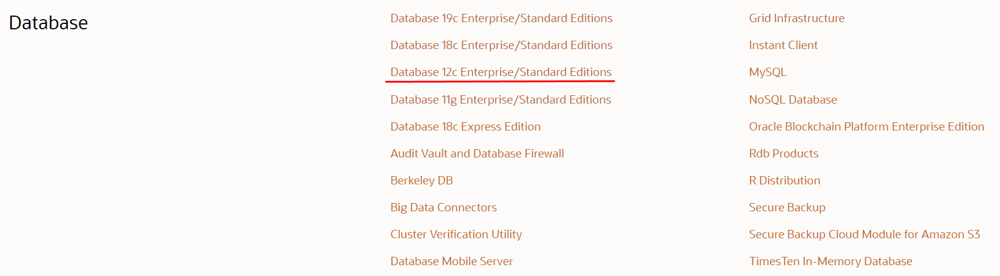 Database
Database 19c Enterprise/Standard Editions
Database 18c Enterprise/Standard Editions
Database 12c Enterprise/Standard Editions
Database 11g Enterprise/Standard Editions
Database 18c Express Edition
Audit Vault and Database Firewall
Berkeley DB
Big Data Connectors
Cluster Verification Utility
Database Mobile Server
Grid Infrastructure
Instant Client
MySQL
NoSQL Database
Oracle Blockchain Platform Enterprise Edition
Rdb Products
R Distribution
Secure Backup
Secure Backup Cloud Module for Amazon S3
TimesTen In-Memory Database